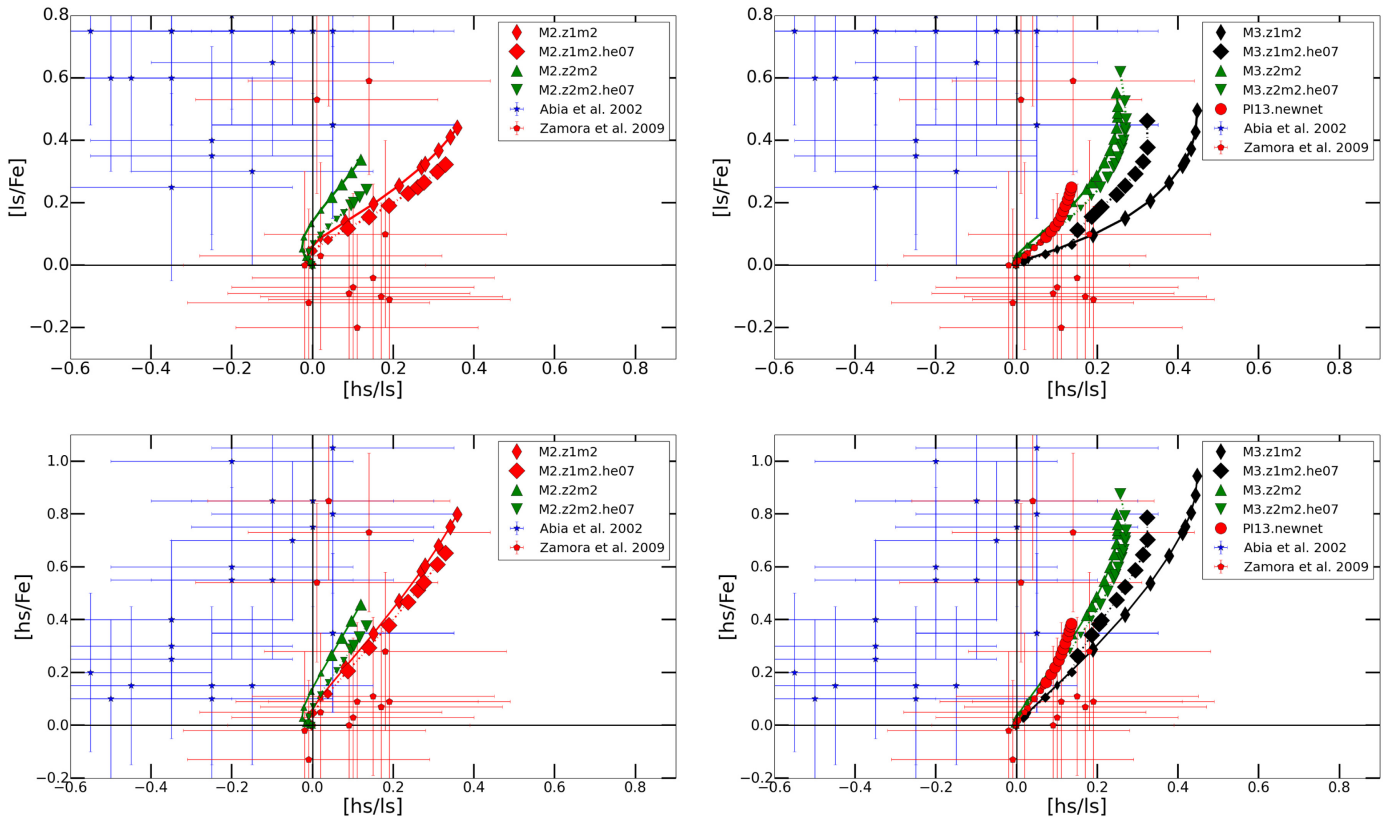 0.8
0.6
0.4
0.2
0.0
−0.2
[ls/Fe]
−0.6 −0.4 −0.2 0.0 0.2 0.4 0.6 0.8
[hs/ls]
M2.z1m2
M2.z1m2.he07
M2.z2m2
M2.z2m2.he07
Abia et al. 2002
Zamora et al. 2009
0.8
0.6
0.4
0.2
0.0
−0.2
[ls/Fe]
−0.6 −0.4 −0.2 0.0 0.2 0.4 0.6 0.8
[hs/ls]
M3.z1m2
M3.z1m2.he07
M3.z2m2
M3.z2m2.he07
PI13.newnet
Abia et al. 2002
Zamora et al. 2009
1.0
0.8
0.6
0.4
0.2
0.0
−0.2
[hs/Fe]
−0.6 −0.4 −0.2 0.0 0.2 0.4 0.6 0.8
[hs/ls]
M2.z1m2
M2.z1m2.he07
M2.z2m2
M2.z2m2.he07
Abia et al. 2002
Zamora et al. 2009
1.0
0.8
0.6
0.4
0.2
0.0
−0.2
[hs/Fe]
−0.6 −0.4 −0.2 0.0 0.2 0.4 0.6 0.8
[hs/ls]
M3.z1m2
M3.z1m2.he07
M3.z2m2
M3.z2m2.he07
PI13.newnet
Abia et al. 2002
Zamora et al. 2009